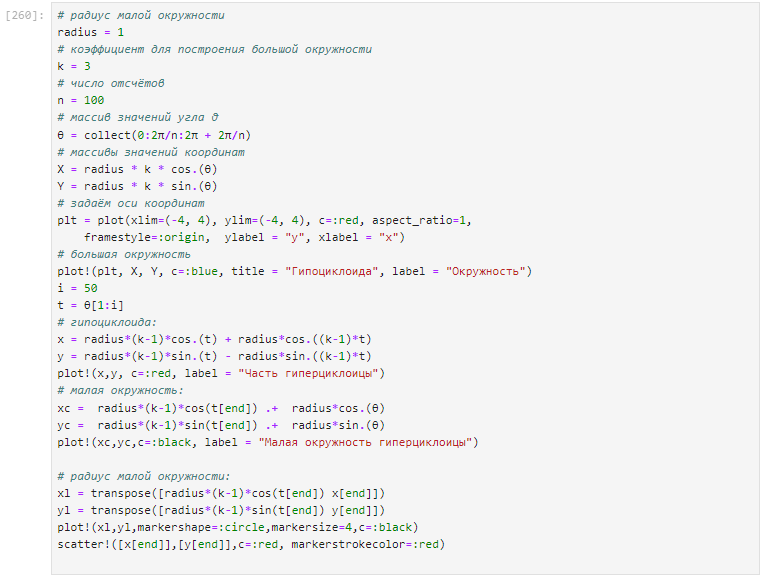 [260]:
# радиус малой окружности
radius = 1
# коэффициент для построения большой окружности
k = 3
# число отсчётов
n = 100
# массив значений угла θ
θ = collect(0:2π/n:2π + 2π/n)
# массивы значений координат
X = radius * k * cos.(θ)
Y = radius * k * sin.(θ)
# задаём оси координат
plt = plot(xlim=(-4, 4), ylim=(-4, 4), c=:red, aspect_ratio=1,
    framestyle=:origin,  ylabel = "y", xlabel = "x")
# большая окружность
plot!(plt, X, Y, c=:blue, title = "Гипоциклоида", label = "Окружность")
i = 50
t = θ[1:i]
# гипоциклоида:
x = radius*(k-1)*cos.(t) + radius*cos.((k-1)*t)
y = radius*(k-1)*sin.(t) - radius*sin.((k-1)*t)
plot!(x,y, c=:red, label = "Часть гиперциклоицы")
# малая окружность:
xc =  radius*(k-1)*cos(t[end]) .+  radius*cos.(θ)
yc =  radius*(k-1)*sin(t[end]) .+  radius*sin.(θ)
plot!(xc,yc,c=:black, label = "Малая окружность гиперциклоицы")
# радиус малой окружности:
xl = transpose([radius*(k-1)*cos(t[end]) x[end]])
yl = transpose([radius*(k-1)*sin(t[end]) y[end]])
plot!(xl,yl,markershape=:circle,markersize=4,c=:black)
scatter!([x[end]],[y[end]],c=:red, markerstrokecolor=:red)